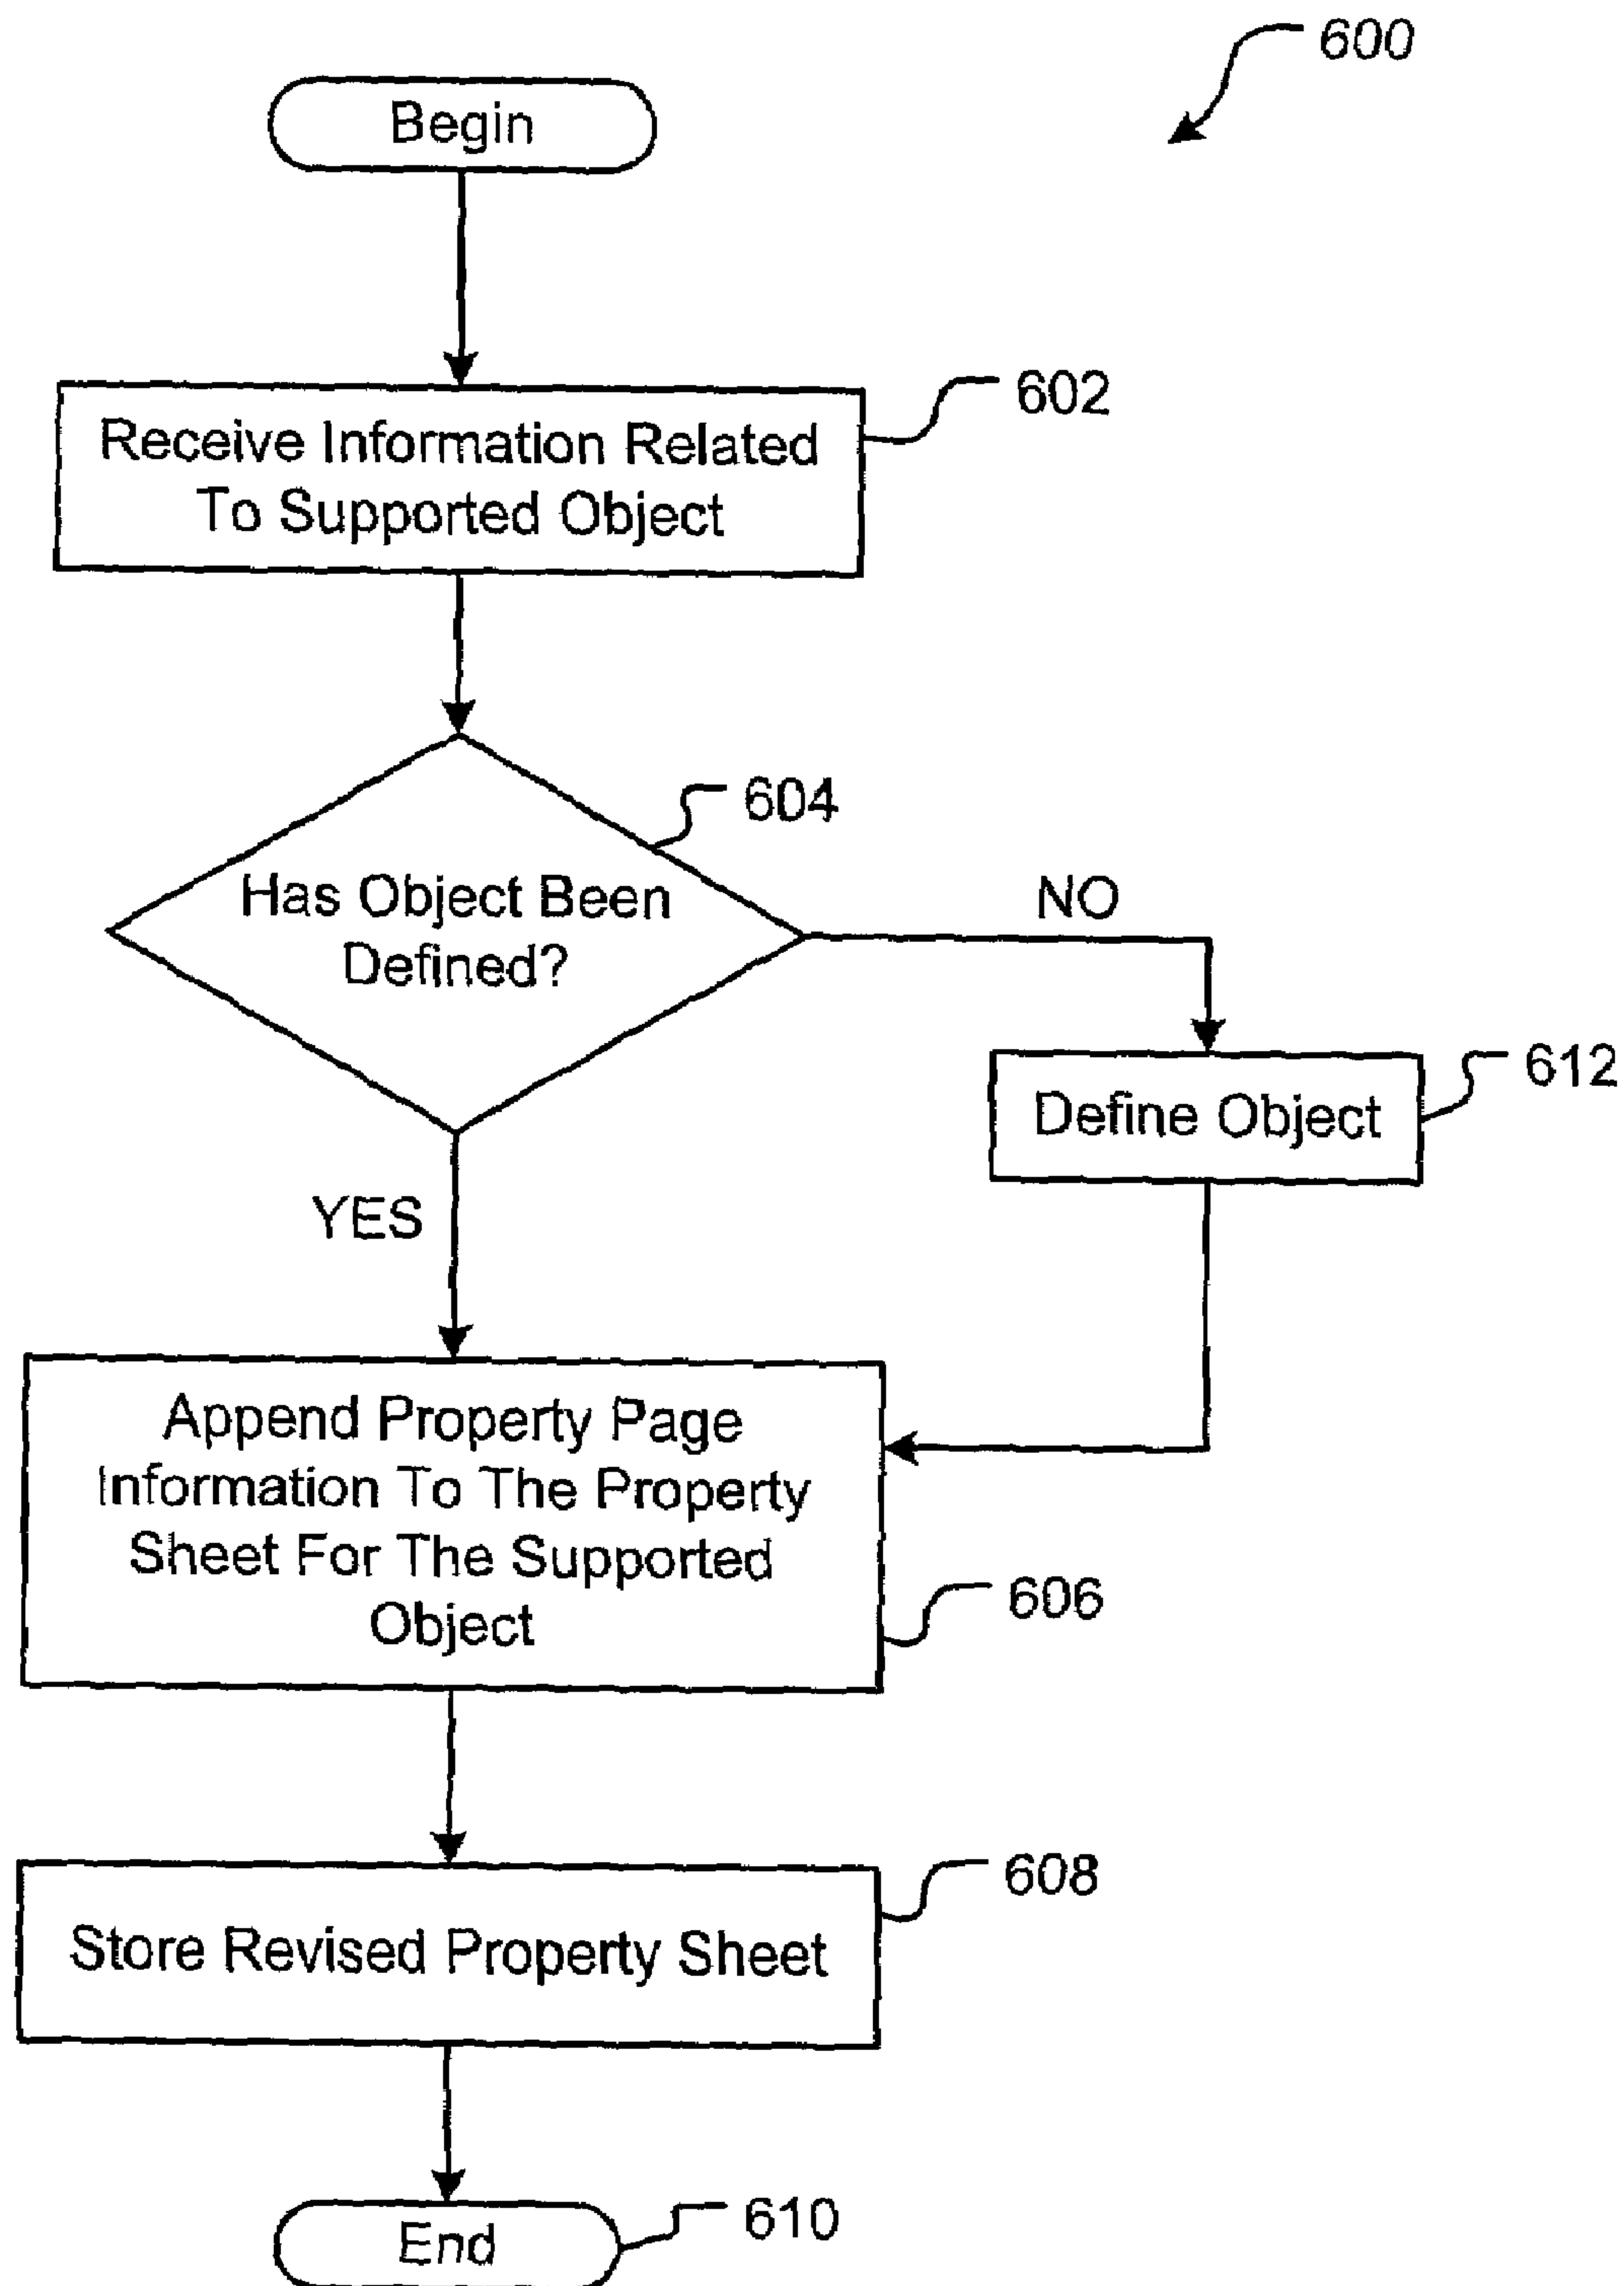 600
Begin
602
Receive Information Related
To Supported Object
604
Has Object Been
Defined?
NO
612
Define Object
YES
Append Property Page
Information To The Property
Sheet For The Supported
Object
606
608
Store Revised Property Sheet
End
610